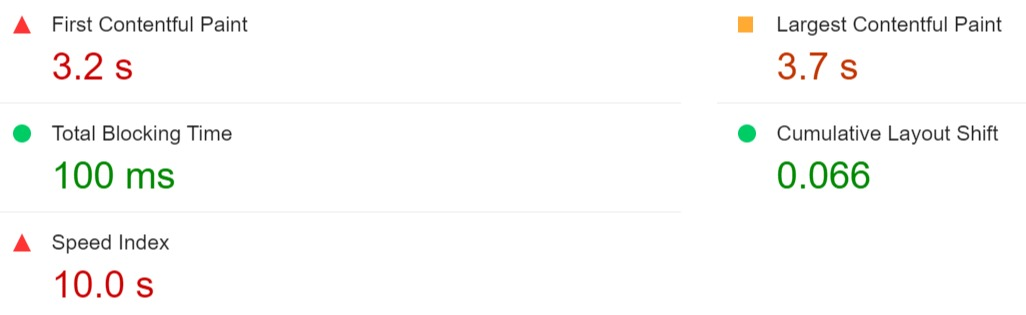 First Contentful Paint
3.2 s
Largest Contentful Paint
3.7 s
Total Blocking Time
100 ms
Cumulative Layout Shift
0.066
Speed Index
10.0 s